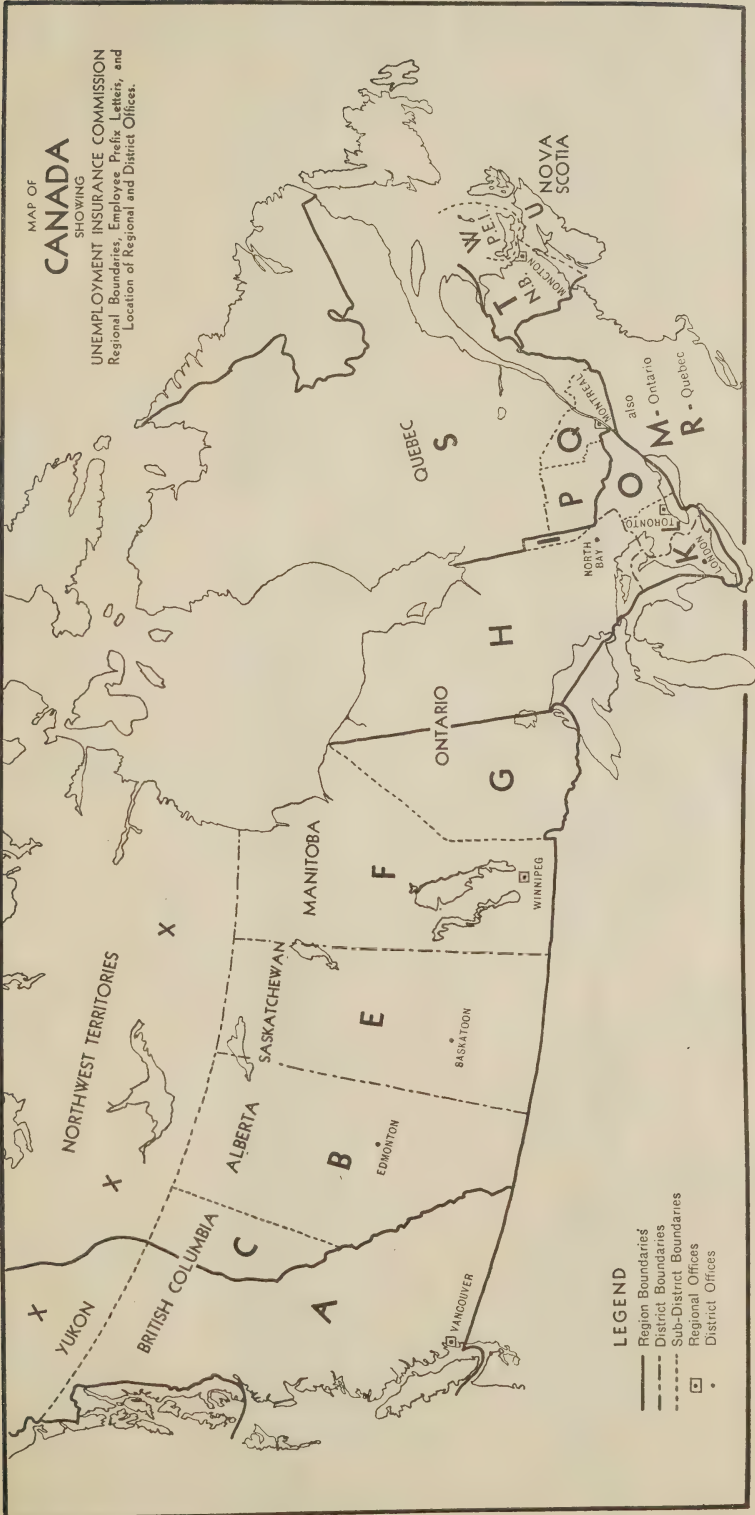 MAP OF
CANADA
SHOWING
UNEMPLOYMENT INSURANCE COMMISSION
Regional Boundaries, Employee Prefix Letters, and
Location of Regional and District Offices.
YUKON
X
NORTHWEST TERRITORIES
X
X
BRITISH COLUMBIA
C
A
VANCOUVER
ALBERTA
B
EDMONTON
SASKATCHEWAN
E
SASKATOON
MANITOBA
F
WINNIPEG
ONTARIO
G
H
I
NORTH
BAY
K
LONDON
L
TORONTO
O
QUEBEC
S
P
Q
MONTREAL
also
M - Ontario
R - Quebec
T
N.B.
MONCTON
W
P.E.I.
U
NOVA
SCOTIA
LEGEND
Region Boundaries
District Boundaries
Sub-District Boundaries
Regional Offices
District Offices